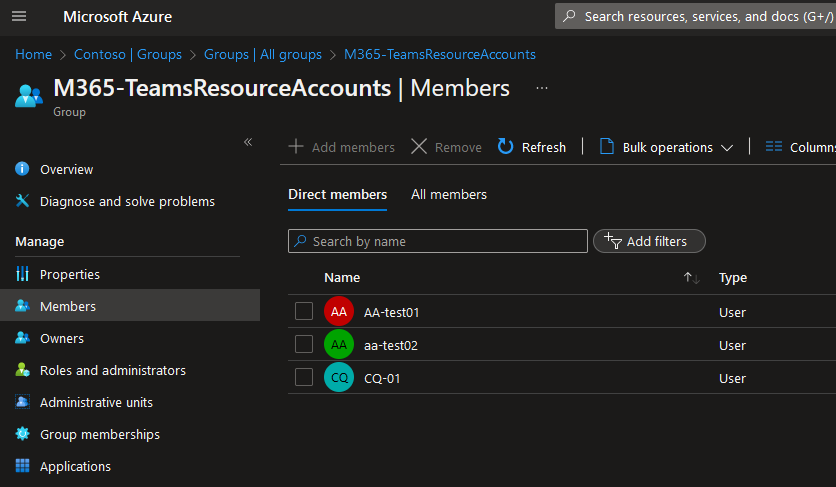 Microsoft Azure
Search resources, services, and docs (G+/)
Home > Contoso | Groups > Groups | All groups > M365-TeamsResourceAccounts
M365-TeamsResourceAccounts | Members ...
Group
Overview
Diagnose and solve problems
Manage
Properties
Members
Owners
Roles and administrators
Administrative units
Group memberships
Applications
Add members Remove Refresh Bulk operations Columns
Direct members All members
Search by name Add filters
Name Type
AA AA-test01 User
AA aa-test02 User
CQ CQ-01 User